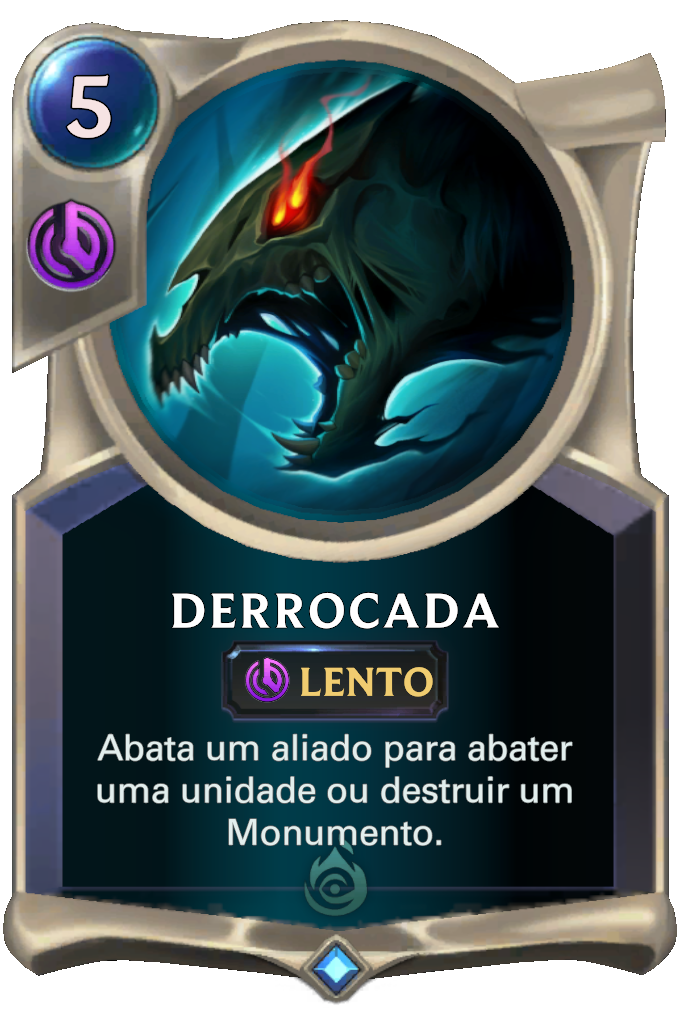 5
DERROCADA
LENTO
Abata um aliado para abater
uma unidade ou destruir um
Monumento.